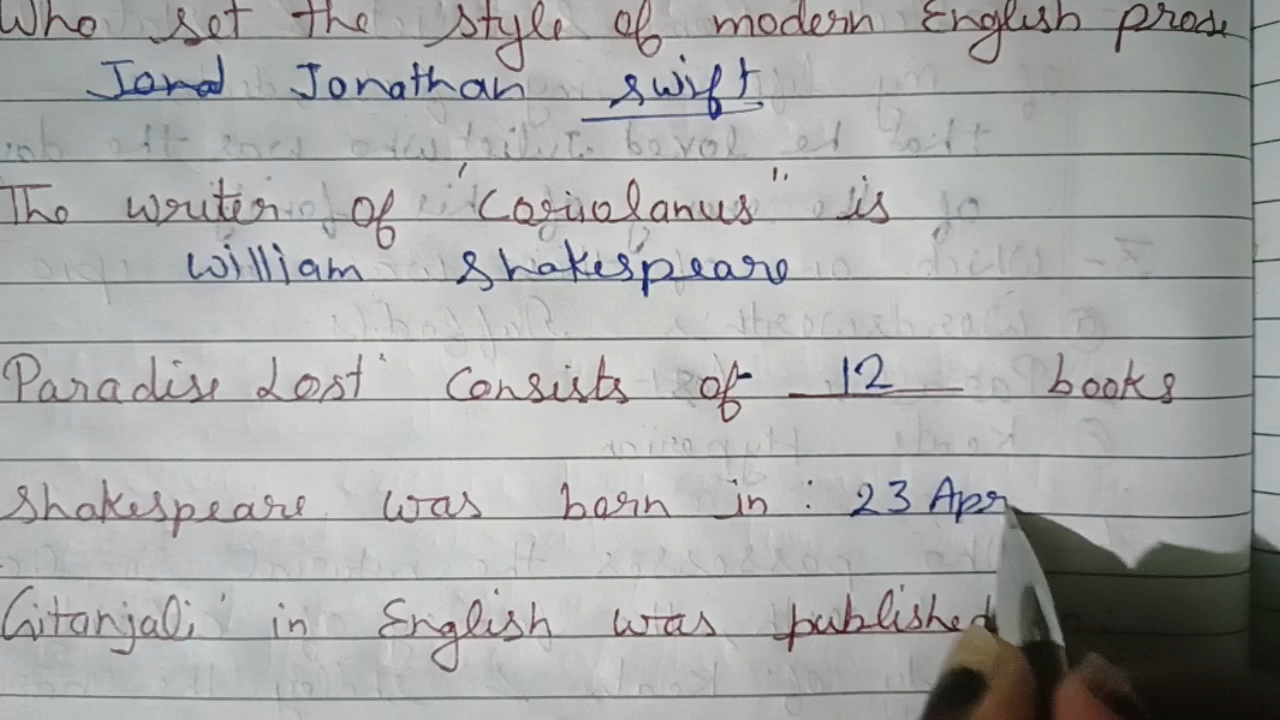 Who set the style of modern English prose
Jond Jonathan swift
The writer of 'Coriolanus" is
William Shakespeare
Paradise Lost' consists of 12 books
Shakespeare was born in : 23 Apr
Gitanjali' in English was published